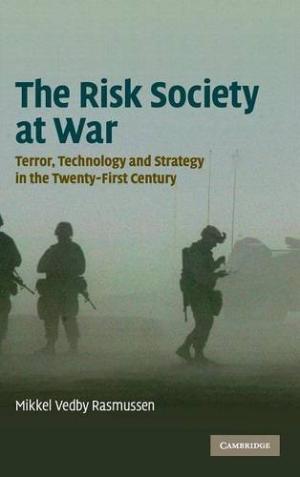 The Risk Society
at War
Terror, Technology and Strategy
in the Twenty-First Century
Mikkel Vedby Rasmussen
CAMBRIDGE